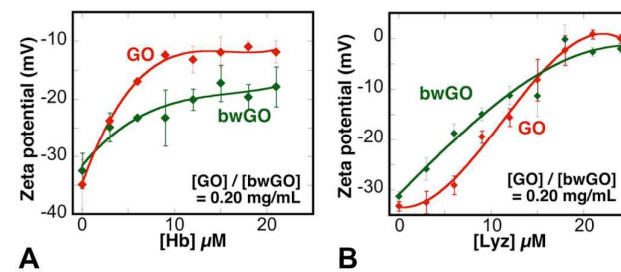 Zeta potential (mV)
-10
-20
-30
-40
GO
bwGO
[GO] / [bwGO]
= 0.20 mg/mL
0
10
20
[Hb] µM
A
Zeta potential (mV)
0
-10
-20
-30
bwGO
GO
[GO] / [bwGO]
= 0.20 mg/mL
0
10
20
[Lyz] µM
B